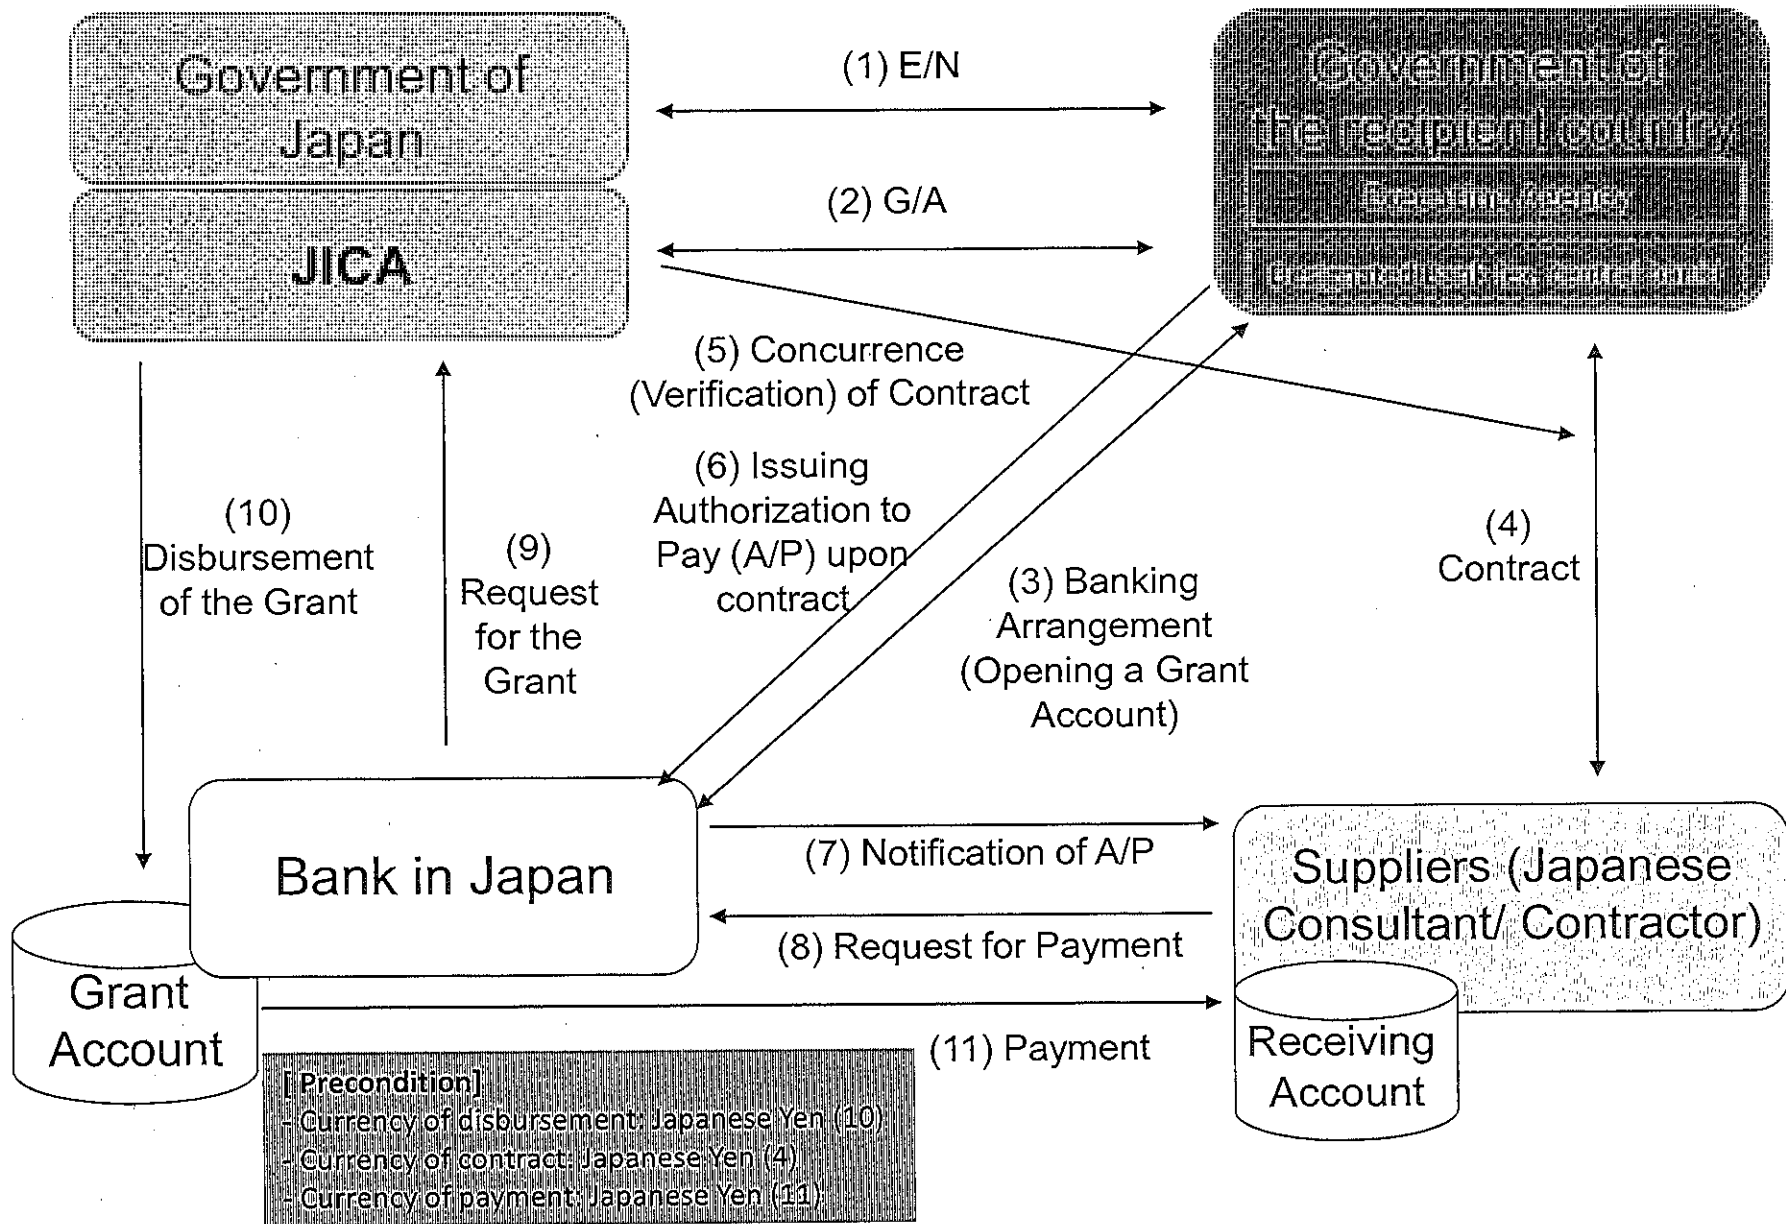 Government of
Japan
JICA
(1) E/N
(2) G/A
Government of
the recipient country
Executing Agency
(5) Concurrence
(Verification) of Contract
(6) Issuing
Authorization to
Pay (A/P) upon
contract
(3) Banking
Arrangement
(Opening a Grant
Account)
(4)
Contract
(10)
Disbursement
of the Grant
(9)
Request
for the
Grant
Bank in Japan
(7) Notification of A/P
(8) Request for Payment
Suppliers (Japanese
Consultant/ Contractor)
Grant
Account
(11) Payment
Receiving
Account
[ Precondition]
- Currency of disbursement: Japanese Yen (10)
- Currency of contract: Japanese Yen (4)
- Currency of payment: Japanese Yen (11)